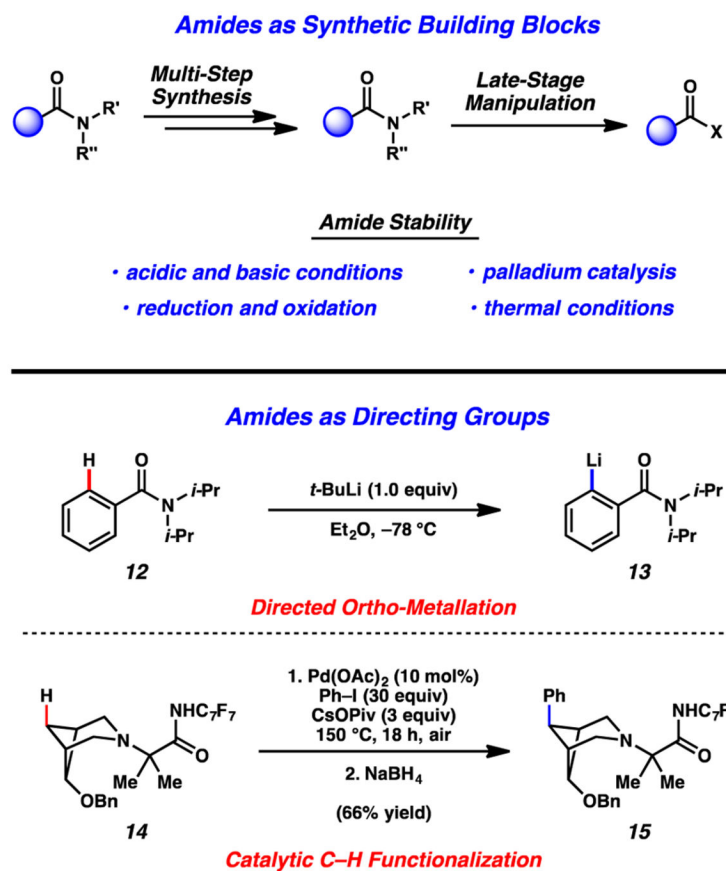 Amides as Synthetic Building Blocks
O
N
R'
R"
Multi-Step
Synthesis
O
N
R'
R"
Late-Stage
Manipulation
O
X
Amide Stability
· acidic and basic conditions
· palladium catalysis
· reduction and oxidation
· thermal conditions
Amides as Directing Groups
H
O
N
i-Pr
i-Pr
12
t-BuLi (1.0 equiv)
Et₂O, –78 °C
Li
O
N
i-Pr
i-Pr
13
Directed Ortho-Metallation
H
NHC₇F₇
N
O
Me
Me
OBn
14
1. Pd(OAc)₂ (10 mol%)
Ph–I (30 equiv)
CsOPiv (3 equiv)
150 °C, 18 h, air
2. NaBH₄
(66% yield)
Ph
NHC₇F
N
O
Me
Me
OBn
15
Catalytic C–H Functionalization